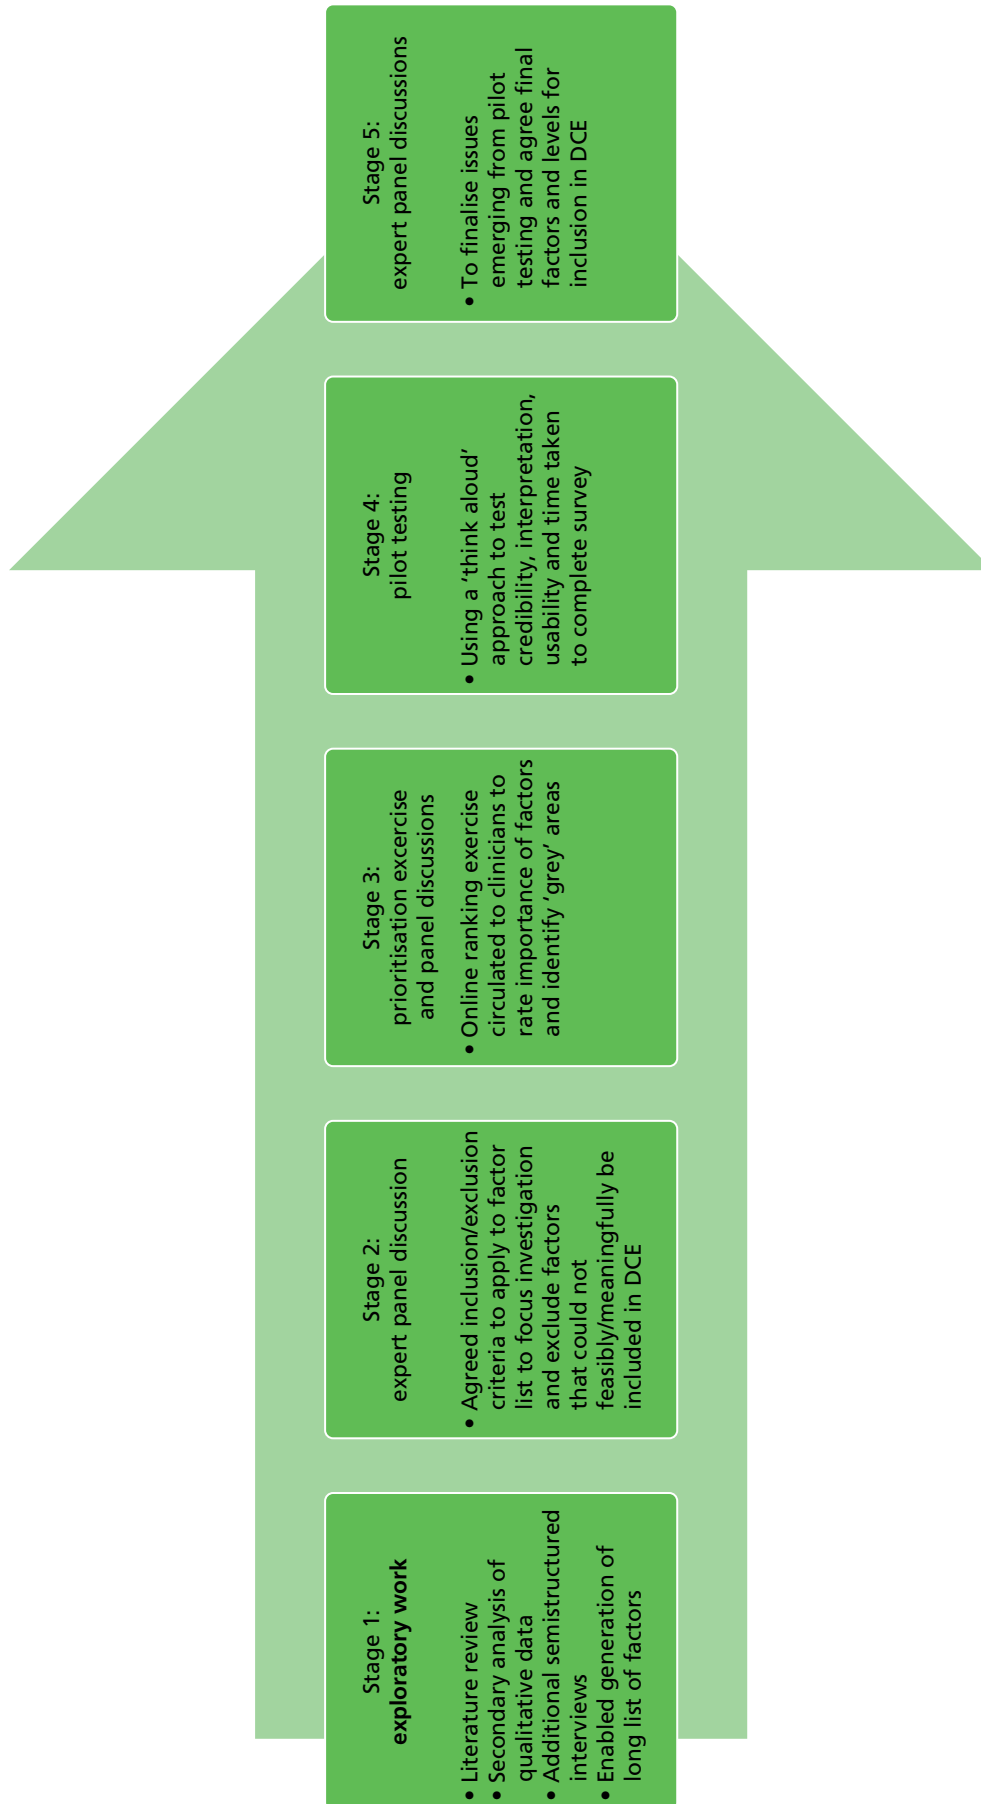 Stage 1:
exploratory work
• Literature review
• Secondary analysis of
qualitative data
• Additional semistructured
interviews
• Enabled generation of
long list of factors
Stage 2:
expert panel discussion
• Agreed inclusion/exclusion
criteria to apply to factor
list to focus investigation
and exclude factors
that could not
feasibly/meaningfully be
included in DCE
Stage 3:
prioritisation excercise
and panel discussions
• Online ranking exercise
circulated to clinicians to
rate importance of factors
and identify ‘grey’ areas
Stage 4:
pilot testing
• Using a ‘think aloud’
approach to test
credibility, interpretation,
usability and time taken
to complete survey
Stage 5:
expert panel discussions
• To finalise issues
emerging from pilot
testing and agree final
factors and levels for
inclusion in DCE